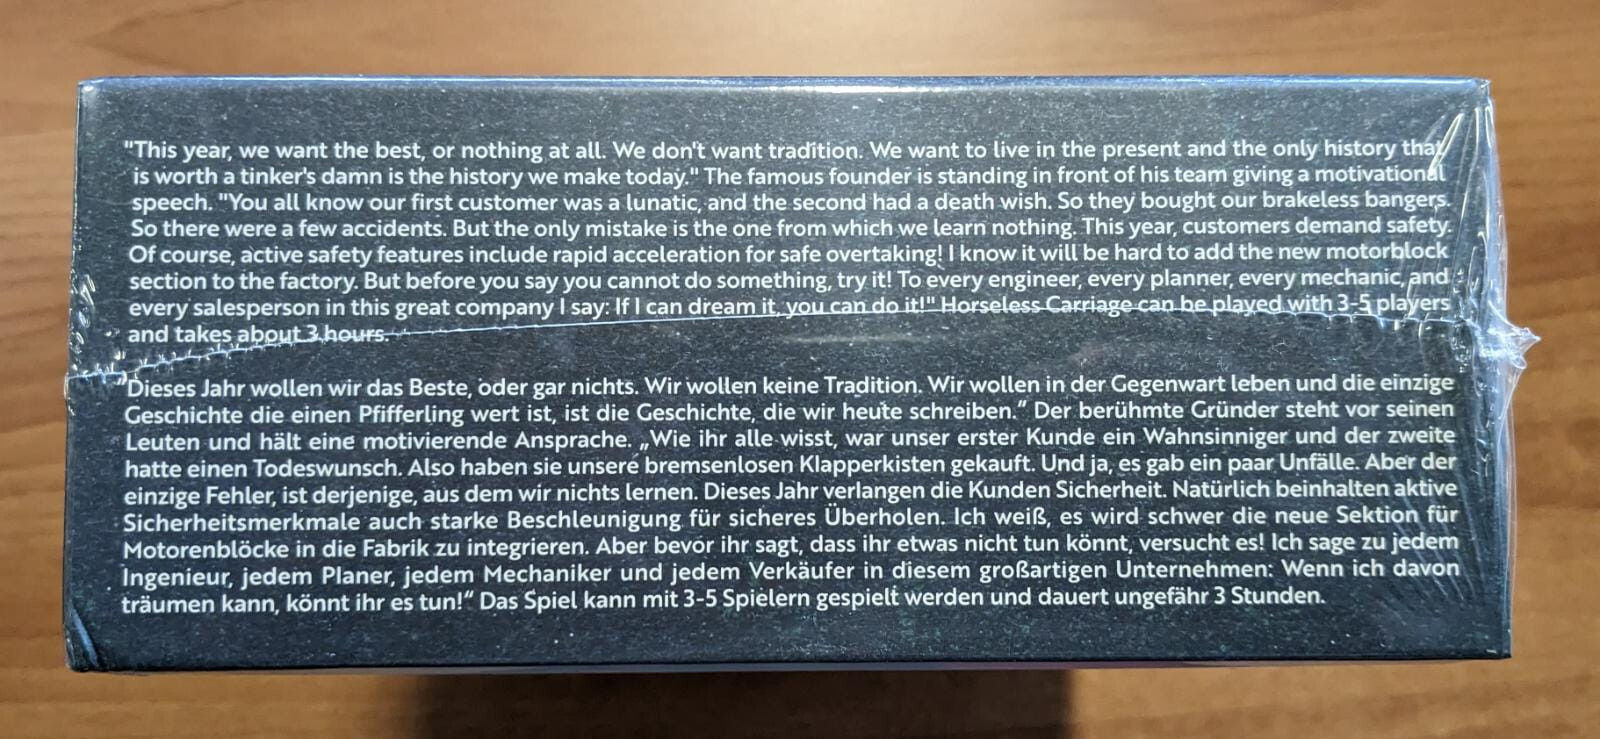 "This year, we want the best, or nothing at all. We don't want tradition. We want to live in the present and the only history that
is worth a tinker's damn is the history we make today." The famous founder is standing in front of his team giving a motivational
speech. "You all know our first customer was a lunatic, and the second had a death wish. So they bought our brakeless bangers.
So there were a few accidents. But the only mistake is the one from which we learn nothing. This year, customers demand safety.
Of course, active safety features include rapid acceleration for safe overtaking! I know it will be hard to add the new motorblock
section to the factory. But before you say you cannot do something, try it! To every engineer, every planner, every mechanic, and
every salesperson in this great company I say: If I can dream it, you can do it!" Horseless Carriage can be played with 3-5 players
and takes about 3 hours.
"Dieses Jahr wollen wir das Beste, oder gar nichts. Wir wollen keine Tradition. Wir wollen in der Gegenwart leben und die einzige
Geschichte die einen Pfifferling wert ist, ist die Geschichte, die wir heute schreiben.“ Der berühmte Gründer steht vor seinen
Leuten und hält eine motivierende Ansprache. „Wie ihr alle wisst, war unser erster Kunde ein Wahnsinniger und der zweite
hatte einen Todeswunsch. Also haben sie unsere bremsenlosen Klapperkisten gekauft. Und ja, es gab ein paar Unfälle. Aber der
einzige Fehler, ist derjenige, aus dem wir nichts lernen. Dieses Jahr verlangen die Kunden Sicherheit. Natürlich beinhalten aktive
Sicherheitsmerkmale auch starke Beschleunigung für sicheres Überholen. Ich weiß, es wird schwer die neue Sektion für
Motorenblöcke in die Fabrik zu integrieren. Aber bevor ihr sagt, dass ihr etwas nicht tun könnt, versucht es! Ich sage zu jedem
Ingenieur, jedem Planer, jedem Mechaniker und jedem Verkäufer in diesem großartigen Unternehmen: Wenn ich davon
träumen kann, könnt ihr es tun!“ Das Spiel kann mit 3-5 Spielern gespielt werden und dauert ungefähr 3 Stunden.